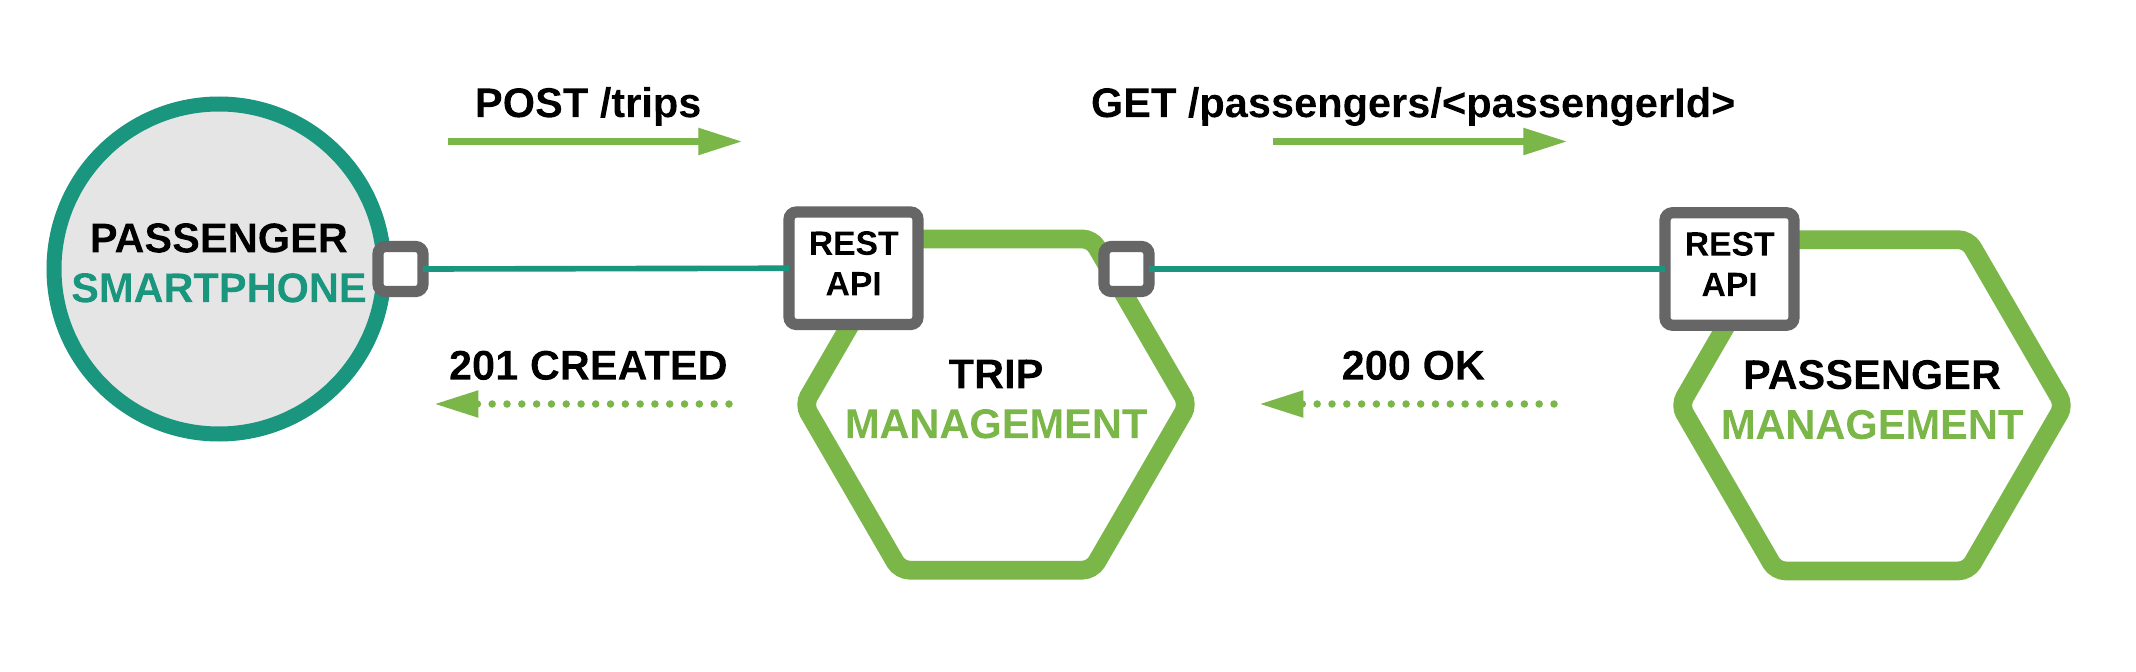 POST /trips
GET /passengers/<passengerId>
PASSENGER
SMARTPHONE
REST
API
REST
API
201 CREATED
TRIP
MANAGEMENT
200 OK
PASSENGER
MANAGEMENT